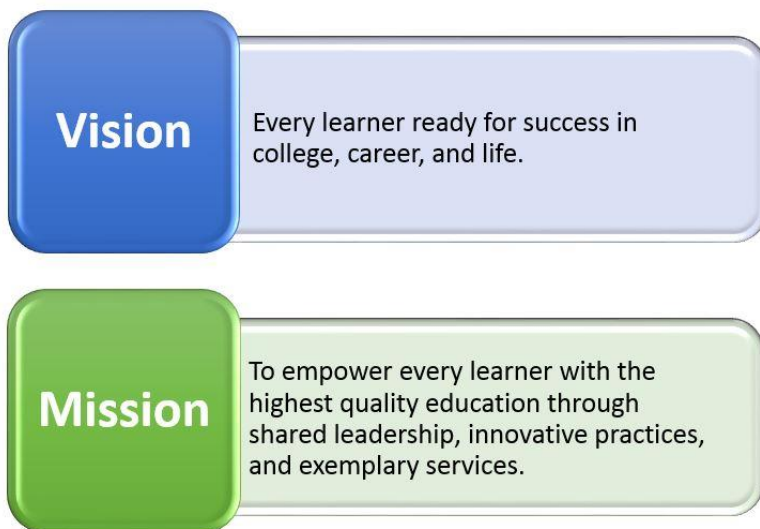 Vision
Every learner ready for success in
college, career, and life.
Mission
To empower every learner with the
highest quality education through
shared leadership, innovative practices,
and exemplary services.